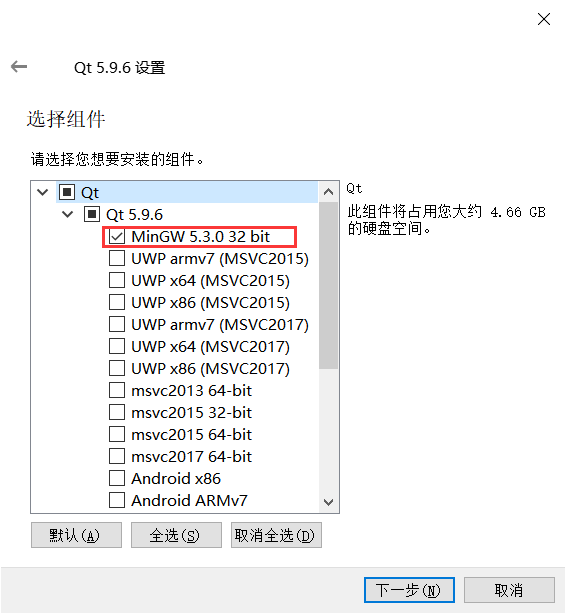 Qt 5.9.6 设置
选择组件
请选择您想要安装的组件。
Qt
Qt 5.9.6
MinGW 5.3.0 32 bit
UWP armv7 (MSVC2015)
UWP x64 (MSVC2015)
UWP x86 (MSVC2015)
UWP armv7 (MSVC2017)
UWP x64 (MSVC2017)
UWP x86 (MSVC2017)
msvc2013 64-bit
msvc2015 32-bit
msvc2015 64-bit
msvc2017 64-bit
Android x86
Android ARMv7
Qt
此组件将占用您大约 4.66 GB
的硬盘空间。
默认(A)
全选(S)
取消全选(D)
下一步(N)
取消